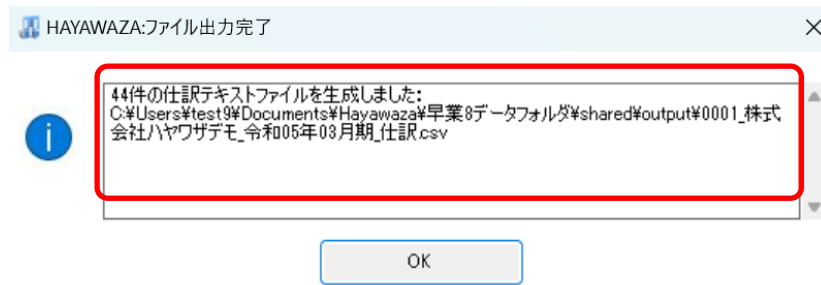 HAYAWAZA:ファイル出力完了
44件の仕訳テキストファイルを生成しました:
C:¥Users¥test9¥Documents¥Hayawaza¥早業8データフォルダ¥shared¥output¥0001_株式
会社ハヤワザデモ_令和05年03月期_仕訳.csv
OK